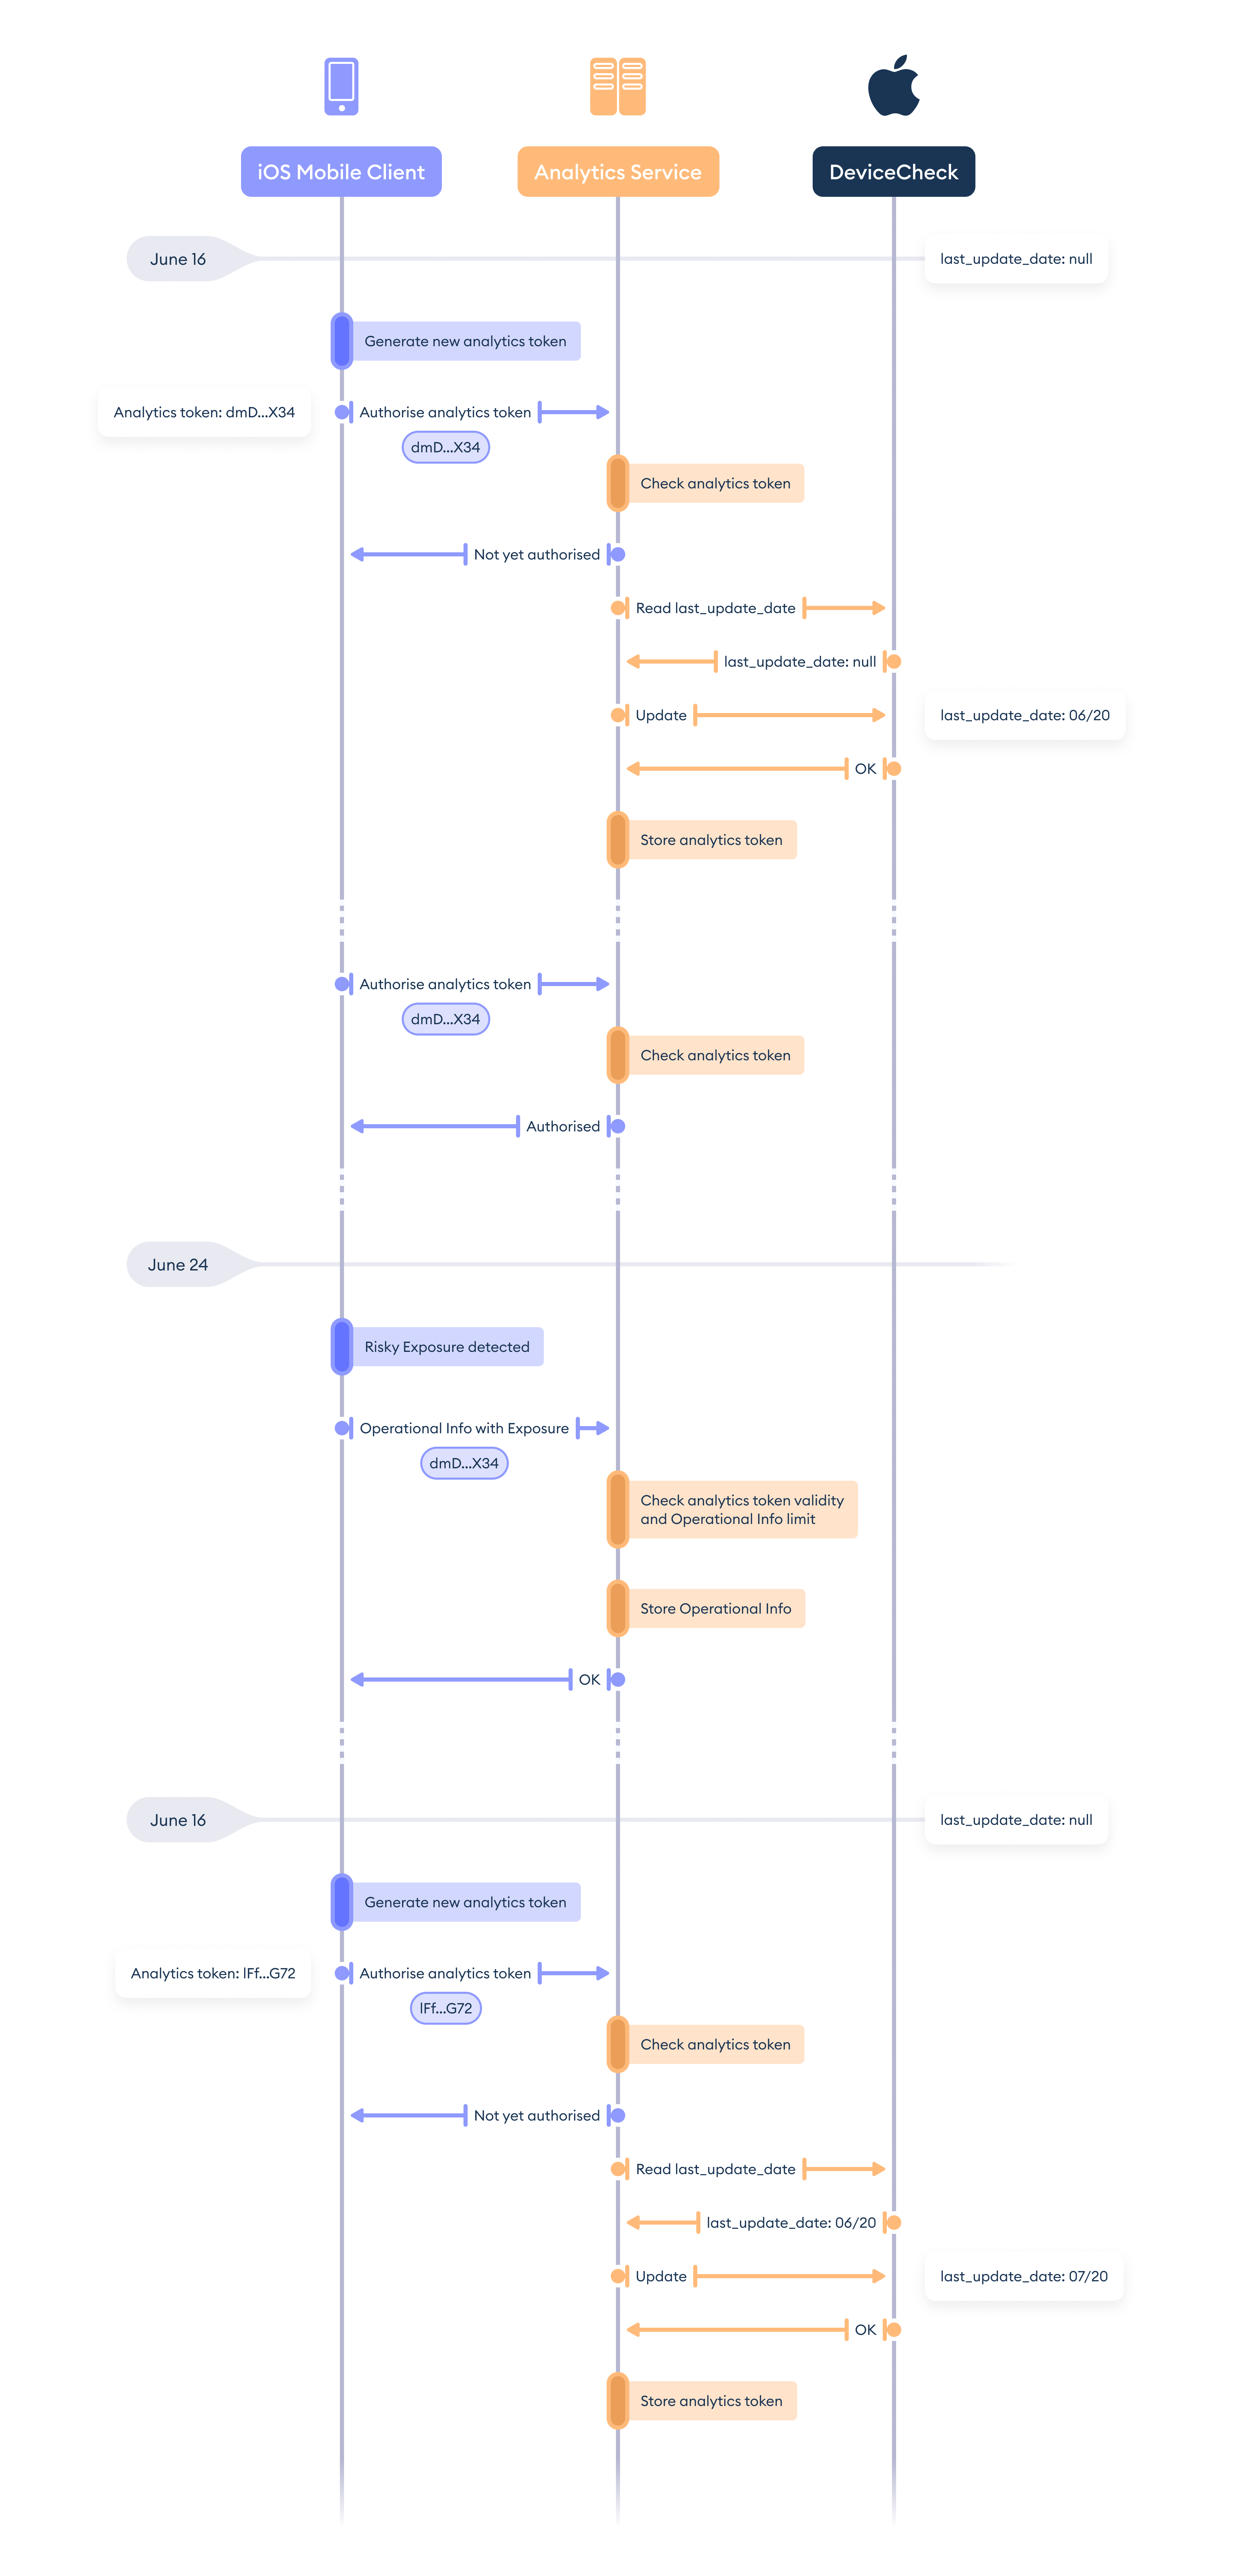 iOS Mobile Client
Analytics Service
DeviceCheck
June 16
last_update_date: null
Generate new analytics token
Analytics token: dmD...X34
Authorise analytics token
dmD...X34
Check analytics token
Not yet authorised
Read last_update_date
last_update_date: null
Update
last_update_date: 06/20
OK
Store analytics token
Authorise analytics token
dmD...X34
Check analytics token
Authorised
June 24
Risky Exposure detected
Operational Info with Exposure
dmD...X34
Check analytics token validity
and Operational Info limit
Store Operational Info
OK
June 16
last_update_date: null
Generate new analytics token
Analytics token: lFf...G72
Authorise analytics token
lFf...G72
Check analytics token
Not yet authorised
Read last_update_date
last_update_date: 06/20
Update
last_update_date: 07/20
OK
Store analytics token